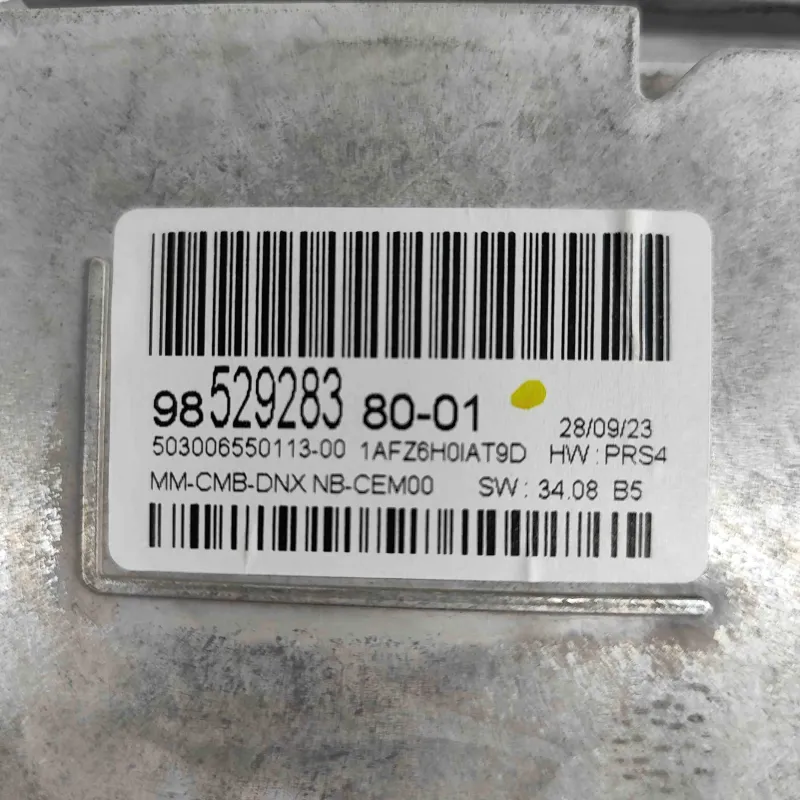 98 529283 80-01
28/09/23
503006550113-00 1AFZ6H0IAT9D HW : PRS4
MM-CMB-DNX NB-CEM00 SW : 34.08 B5